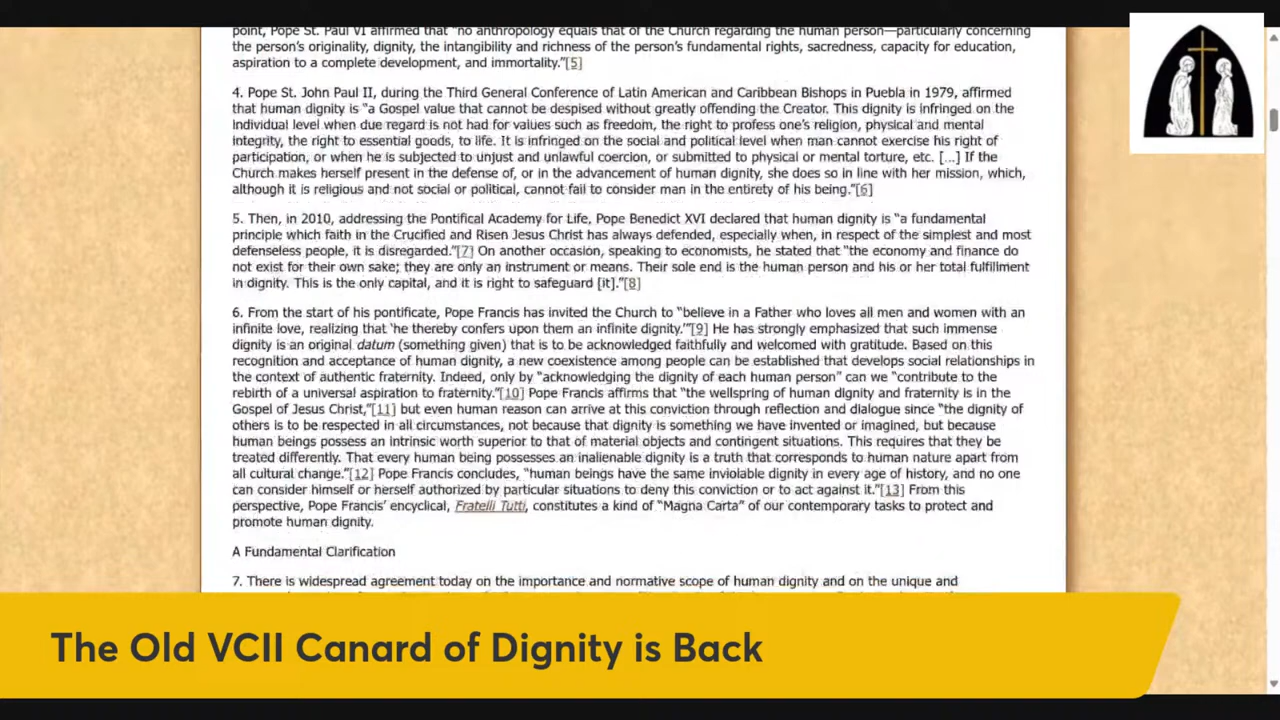 point, Pope St. Paul VI affirmed that “no anthropology equals that of the Church regarding the human person—particularly concerning
the person’s originality, dignity, the intangibility and richness of the person’s fundamental rights, sacredness, capacity for education,
aspiration to a complete development, and immortality.”[5]
4. Pope St. John Paul II, during the Third General Conference of Latin American and Caribbean Bishops in Puebla in 1979, affirmed
that human dignity is “a Gospel value that cannot be despised without greatly offending the Creator. This dignity is infringed on the
individual level when due regard is not had for values such as freedom, the right to profess one’s religion, physical and mental
integrity, the right to essential goods, to life. It is infringed on the social and political level when man cannot exercise his right of
participation, or when he is subjected to unjust and unlawful coercion, or submitted to physical or mental torture, etc. [...] If the
Church makes herself present in the defense of, or in the advancement of human dignity, she does so in line with her mission, which,
although it is religious and not social or political, cannot fail to consider man in the entirety of his being.”[6]
5. Then, in 2010, addressing the Pontifical Academy for Life, Pope Benedict XVI declared that human dignity is “a fundamental
principle which faith in the Crucified and Risen Jesus Christ has always defended, especially when, in respect of the simplest and most
defenseless people, it is disregarded.”[7] On another occasion, speaking to economists, he stated that “the economy and finance do
not exist for their own sake; they are only an instrument or means. Their sole end is the human person and his or her total fulfillment
in dignity. This is the only capital, and it is right to safeguard [it].”[8]
6. From the start of his pontificate, Pope Francis has invited the Church to “believe in a Father who loves all men and women with an
infinite love, realizing that ‘he thereby confers upon them an infinite dignity.’”[9] He has strongly emphasized that such immense
dignity is an original datum (something given) that is to be acknowledged faithfully and welcomed with gratitude. Based on this
recognition and acceptance of human dignity, a new coexistence among people can be established that develops social relationships in
the context of authentic fraternity. Indeed, only by “acknowledging the dignity of each human person” can we “contribute to the
rebirth of a universal aspiration to fraternity.”[10] Pope Francis affirms that “the wellspring of human dignity and fraternity is in the
Gospel of Jesus Christ,”[11] but even human reason can arrive at this conviction through reflection and dialogue since “the dignity of
others is to be respected in all circumstances, not because that dignity is something we have invented or imagined, but because
human beings possess an intrinsic worth superior to that of material objects and contingent situations. This requires that they be
treated differently. That every human being possesses an inalienable dignity is a truth that corresponds to human nature apart from
all cultural change.”[12] Pope Francis concludes, “human beings have the same inviolable dignity in every age of history, and no one
can consider himself or herself authorized by particular situations to deny this conviction or to act against it.”[13] From this
perspective, Pope Francis’ encyclical, Fratelli Tutti, constitutes a kind of “Magna Carta” of our contemporary tasks to protect and
promote human dignity.
A Fundamental Clarification
7. There is widespread agreement today on the importance and normative scope of human dignity and on the unique and
The Old VCII Canard of Dignity is Back